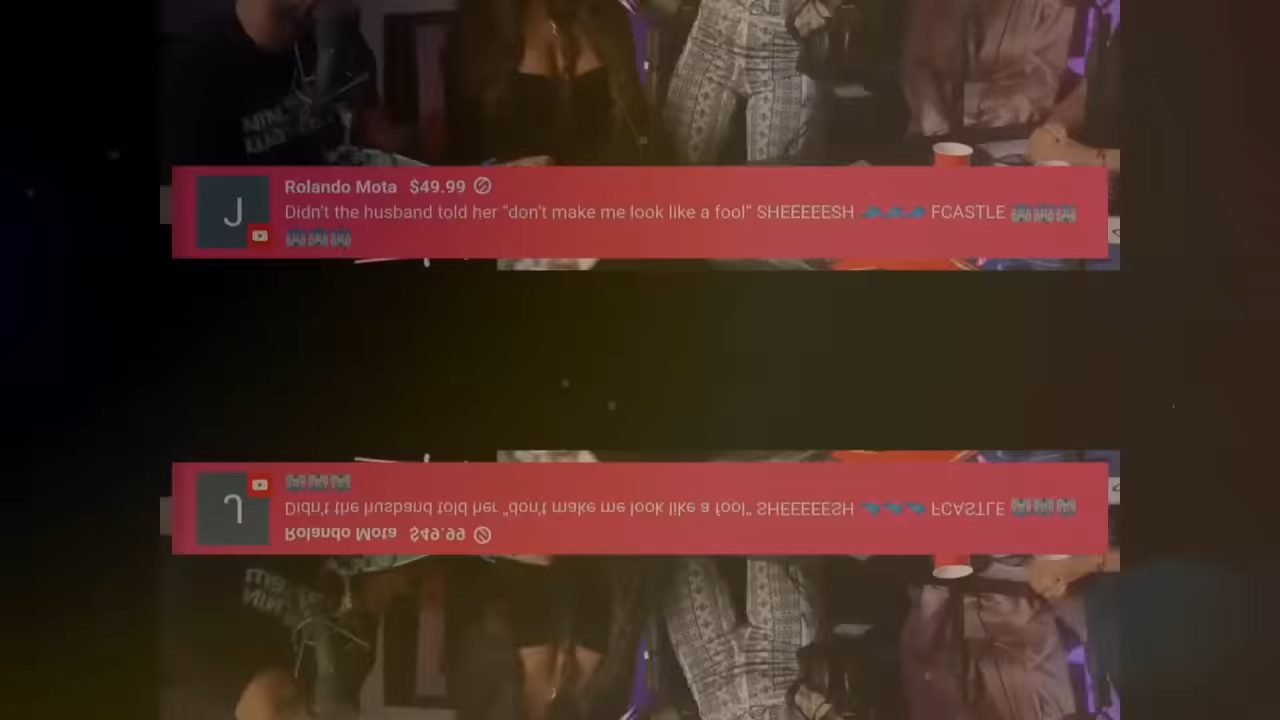 J
Rolando Mota $49.99
Didn't the husband told her "don't make me look like a fool" SHEEEEESH FCASTLE
J
Didn't the husband told her "don't make me look like a fool" SHEEEEESH FCASTLE
Rolando Mota $49.99